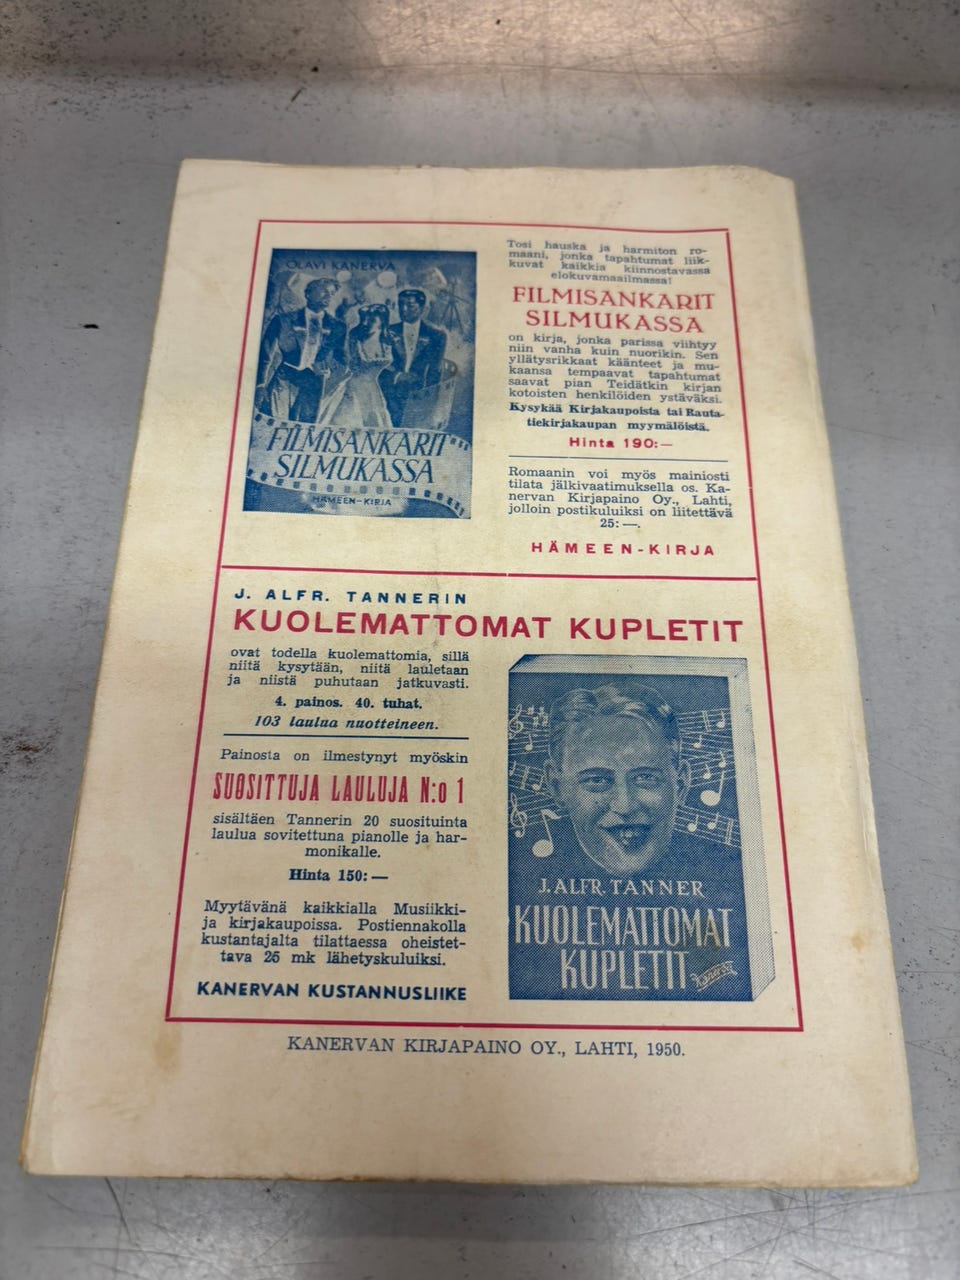 OLAVI KANERVA
FILMISANKARIT
SILMUKASSA
HÄMEEN-KIRJA
Tosi hauska ja harmiton ro-
maani, jonka tapahtumat liik-
kuvat kaikkia kiinnostavassa
elokuvamaailmassa!
FILMISANKARIT
SILMUKASSA
on kirja, jonka parissa viihtyy
niin vanha kuin nuorikin. Sen
yllätysrikkaat käänteet ja mu-
kaansa tempaavat tapahtumat
saavat pian Teidätkin kirjan
kotoisten henkilöiden ystäväksi.
Kysykää Kirjakaupoista tai Rauta-
tiekirjakaupan myymälöistä.
Hinta 190:—
Romaanin voi myös mainiosti
tilata jälkivaatimuksella os. Ka-
nervan Kirjapaino Oy., Lahti,
jolloin postikuluiksi on liitettävä
25: —.
HÄMEEN-KIRJA
J. ALFR. TANNERIN
KUOLEMATTOMAT KUPLETIT
ovat todella kuolemattomia, sillä
niitä kysytään, niitä lauletaan
ja niistä puhutaan jatkuvasti.
4. painos. 40. tuhat.
103 laulua nuotteineen.
Painosta on ilmestynyt myöskin
SUOSITTUJA LAULUJA N:o 1
sisältäen Tannerin 20 suosituinta
laulua sovitettuna pianolle ja har-
monikalle.
Hinta 150: —
Myytävänä kaikkialla Musiikki-
ja kirjakaupoissa. Postiennakolla
kustantajalta tilattaessa oheistet-
tava 25 mk lähetyskuluiksi.
KANERVAN KUSTANNUSLIIKE
J. ALFR. TANNER
KUOLEMATTOMAT
KUPLETIT
Kanerva
KANERVAN KIRJAPAINO OY., LAHTI, 1950.